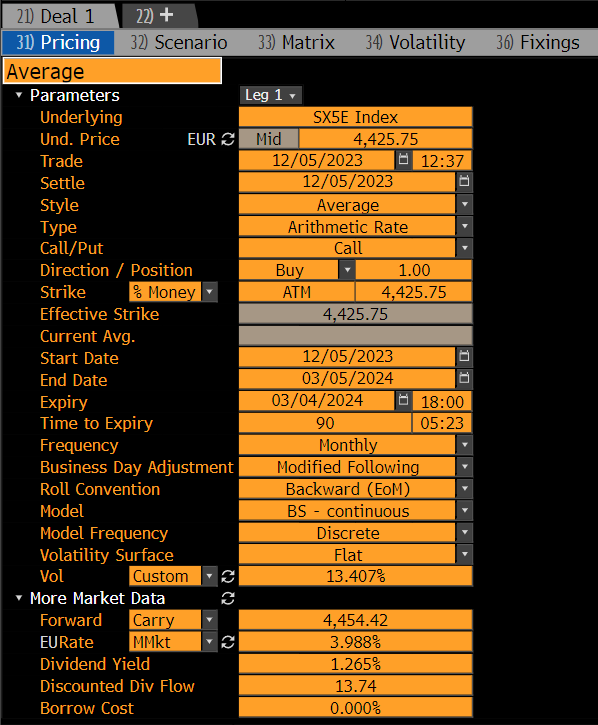 21) Deal 1 22) +
31) Pricing 32) Scenario 33) Matrix 34) Volatility 36) Fixings
Average
Parameters Leg 1
Underlying SX5E Index
Und. Price EUR Mid 4,425.75
Trade 12/05/2023 12:37
Settle 12/05/2023
Style Average
Type Arithmetic Rate
Call/Put Call
Direction / Position Buy 1.00
Strike % Money ATM 4,425.75
Effective Strike 4,425.75
Current Avg.
Start Date 12/05/2023
End Date 03/05/2024
Expiry 03/04/2024 18:00
Time to Expiry 90 05:23
Frequency Monthly
Business Day Adjustment Modified Following
Roll Convention Backward (EoM)
Model BS - continuous
Model Frequency Discrete
Volatility Surface Flat
Vol Custom 13.407%
More Market Data
Forward Carry 4,454.42
EURate MMkt 3.988%
Dividend Yield 1.265%
Discounted Div Flow 13.74
Borrow Cost 0.000%